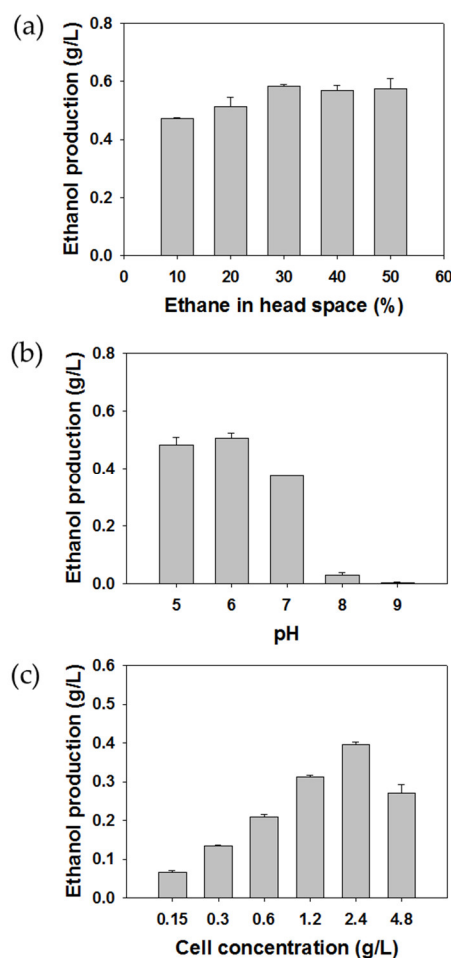 (a)
Ethanol production (g/L)
0.8
0.6
0.4
0.2
0.0
0 10 20 30 40 50 60
Ethane in head space (%)
(b)
Ethanol production (g/L)
0.8
0.6
0.4
0.2
0.0
5 6 7 8 9
pH
(c)
Ethanol production (g/L)
0.6
0.5
0.4
0.3
0.2
0.1
0.0
0.15 0.3 0.6 1.2 2.4 4.8
Cell concentration (g/L)